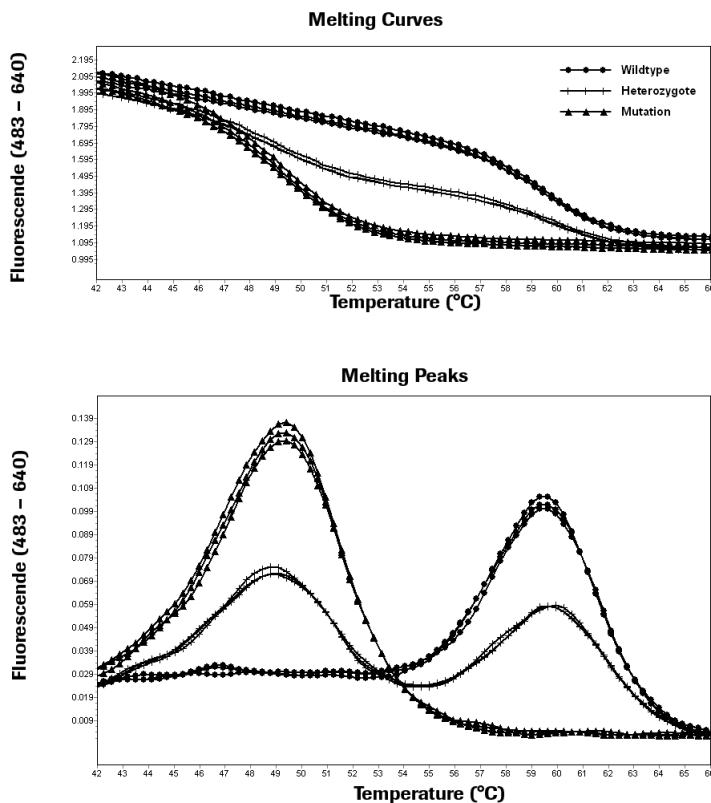 Melting Curves
Fluorescende (483 – 640)
2.195
2.095
1.995
1.895
1.795
1.695
1.595
1.495
1.395
1.295
1.195
1.095
0.995
Wildtype
Heterozygote
Mutation
42 43 44 45 46 47 48 49 50 51 52 53 54 55 56 57 58 59 60 61 62 63 64 65 66
Temperature (°C)
Melting Peaks
Fluorescende (483 – 640)
0.139
0.129
0.119
0.109
0.099
0.089
0.079
0.069
0.059
0.049
0.039
0.029
0.019
0.009
42 43 44 45 46 47 48 49 50 51 52 53 54 55 56 57 58 59 60 61 62 63 64 65 66
Temperature (°C)